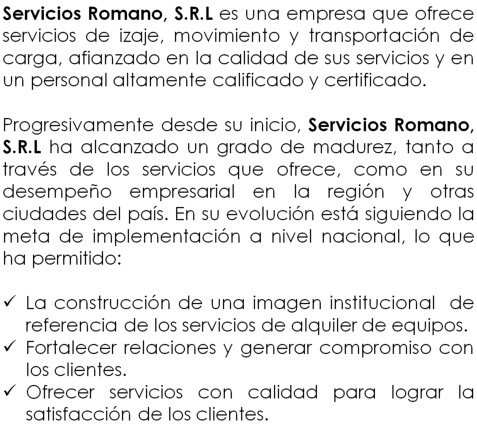 Servicios Romano, S.R.L es una empresa que ofrece
servicios de izaje, movimiento y transportación de
carga, afianzado en la calidad de sus servicios y en
un personal altamente calificado y certificado.
Progresivamente desde su inicio, Servicios Romano,
S.R.L ha alcanzado un grado de madurez, tanto a
través de los servicios que ofrece, como en su
desempeño empresarial en la región y otras
ciudades del país. En su evolución está siguiendo la
meta de implementación a nivel nacional, lo que
ha permitido:
✓ La construcción de una imagen institucional de
referencia de los servicios de alquiler de equipos.
✓ Fortalecer relaciones y generar compromiso con
los clientes.
✓ Ofrecer servicios con calidad para lograr la
satisfacción de los clientes.